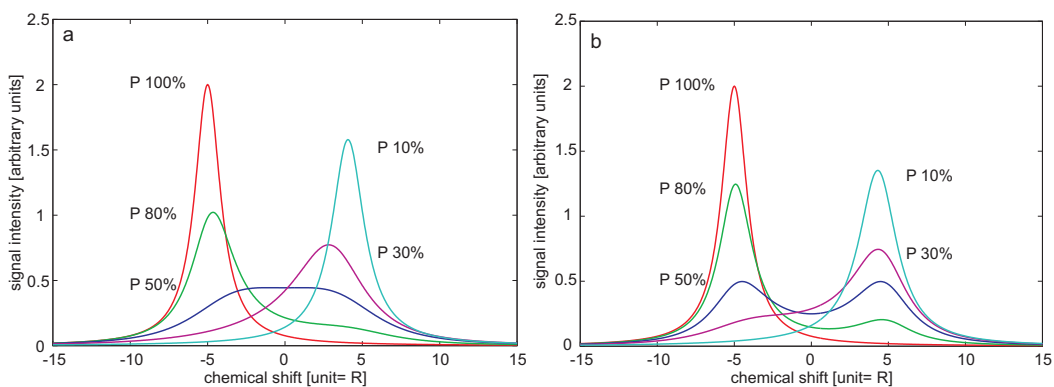 a
signal intensity [arbitrary units]
2.5
2
1.5
1
0.5
0
P 100%
P 10%
P 80%
P 30%
P 50%
-15
-10
-5
0
5
10
15
chemical shift [unit= R]
b
signal intensity [arbitrary units]
2.5
2
1.5
1
0.5
0
P 100%
P 80%
P 10%
P 30%
P 50%
-15
-10
-5
0
5
10
15
chemical shift [unit= R]